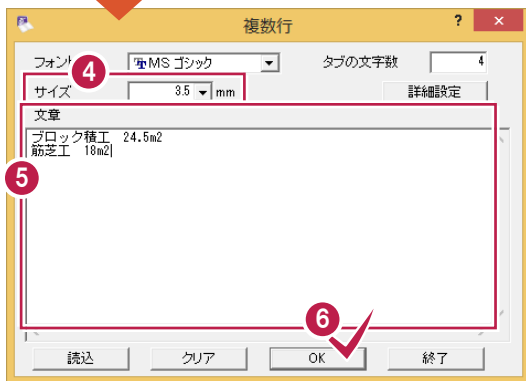 複数行
? ×
フォント MS ゴシック タブの文字数 4
4
サイズ 3.5 mm 詳細設定
文章
ブロック積工 24.5m2
筋芝工 18m2
5
6
読込 クリア OK 終了